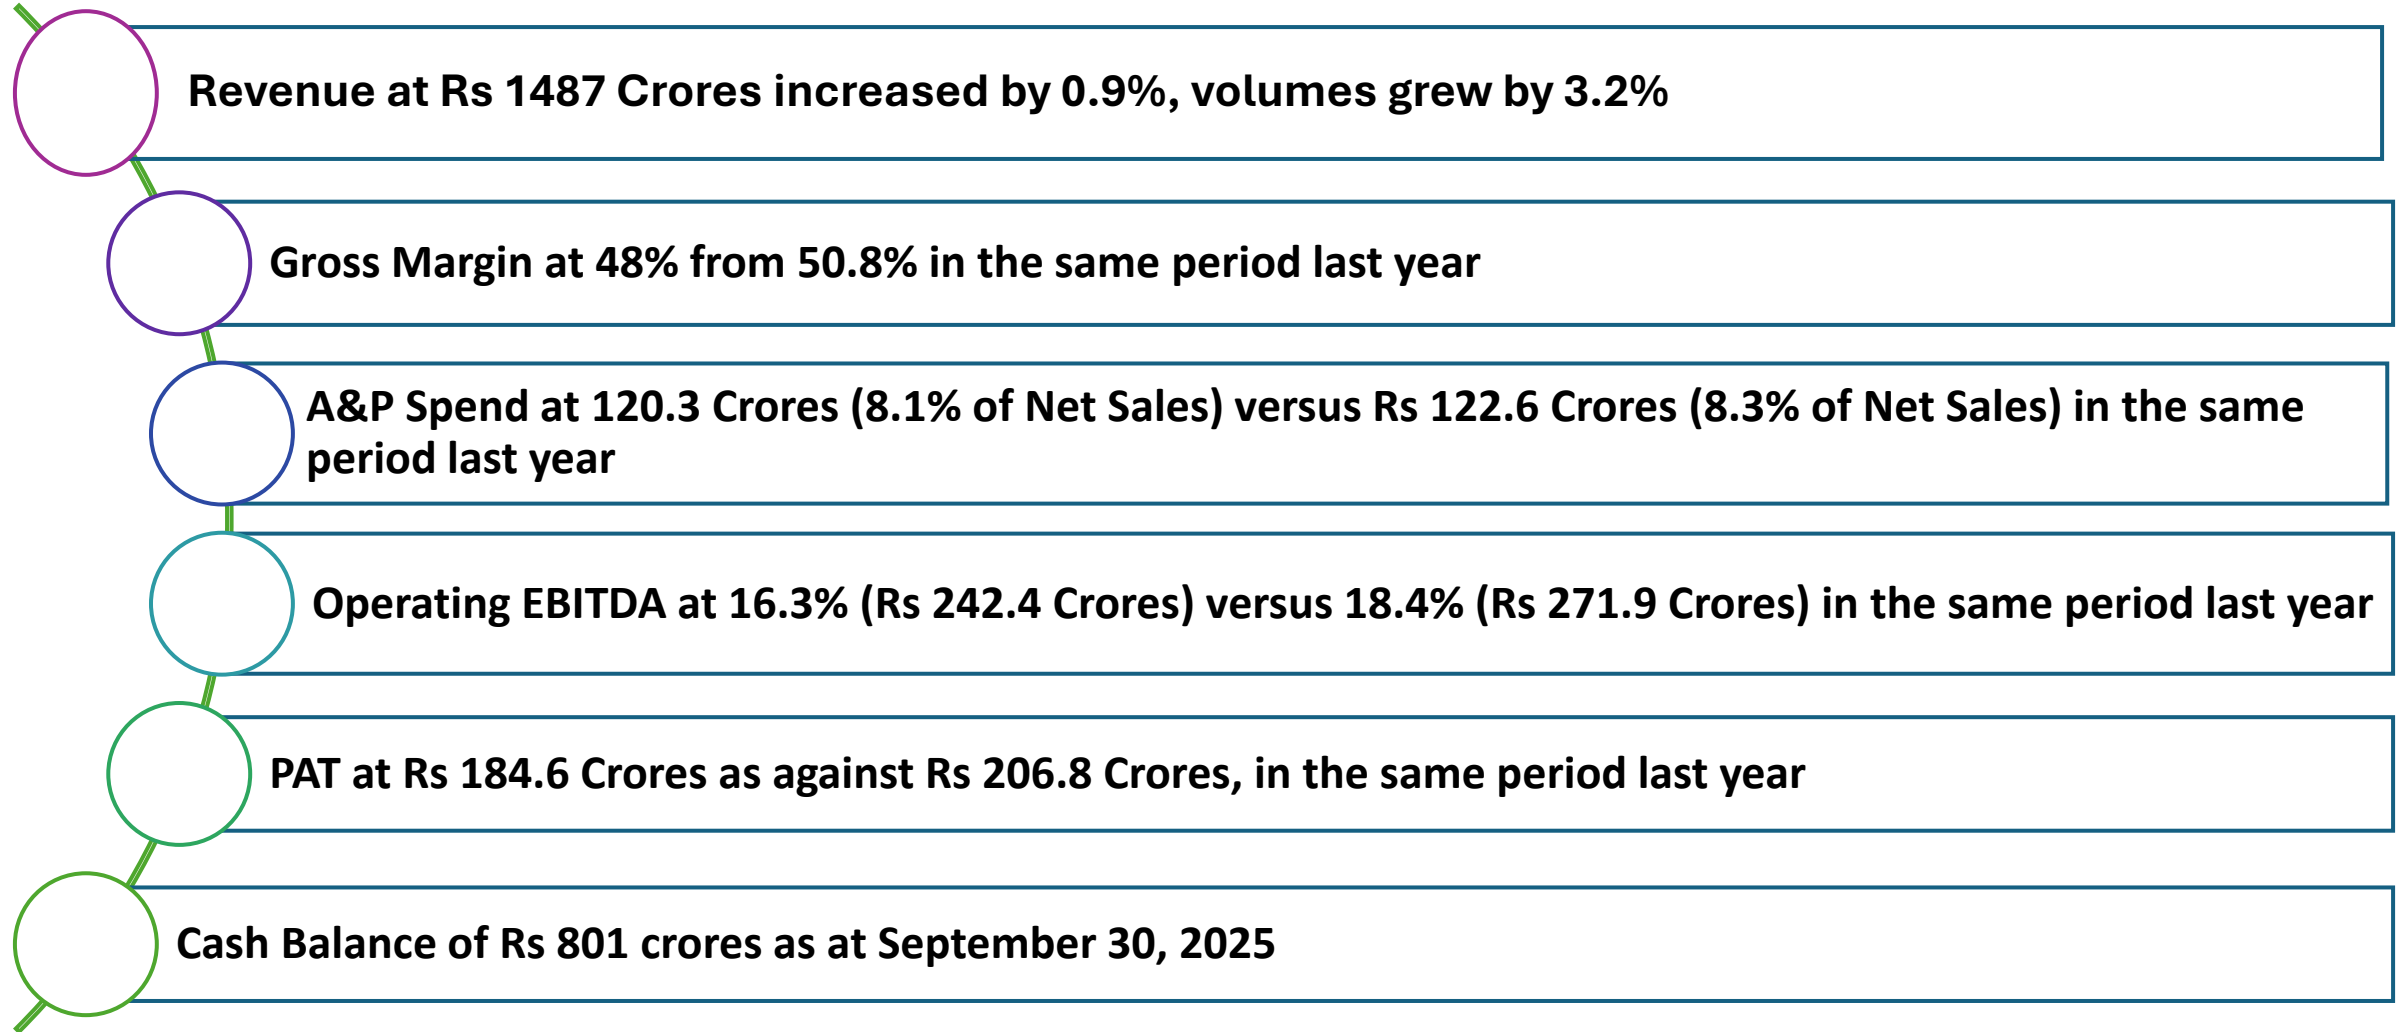 Revenue at Rs 1487 Crores increased by 0.9%, volumes grew by 3.2%
Gross Margin at 48% from 50.8% in the same period last year
A&P Spend at 120.3 Crores (8.1% of Net Sales) versus Rs 122.6 Crores (8.3% of Net Sales) in the same
period last year
Operating EBITDA at 16.3% (Rs 242.4 Crores) versus 18.4% (Rs 271.9 Crores) in the same period last year
PAT at Rs 184.6 Crores as against Rs 206.8 Crores, in the same period last year
Cash Balance of Rs 801 crores as at September 30, 2025